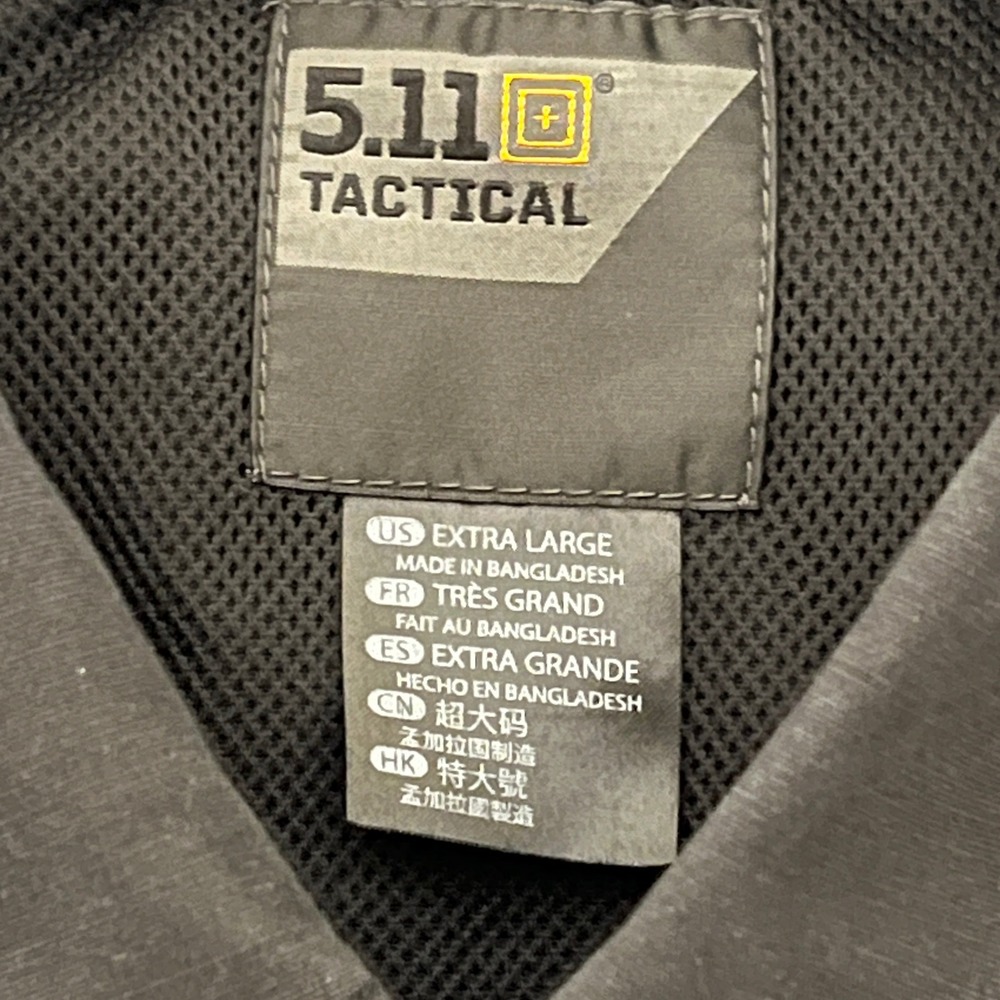 5.11 ®
TACTICAL
US EXTRA LARGE
MADE IN BANGLADESH
FR TRÈS GRAND
FAIT AU BANGLADESH
ES EXTRA GRANDE
HECHO EN BANGLADESH
CN 超大码
孟加拉国制造
HK 特大號
孟加拉國製造